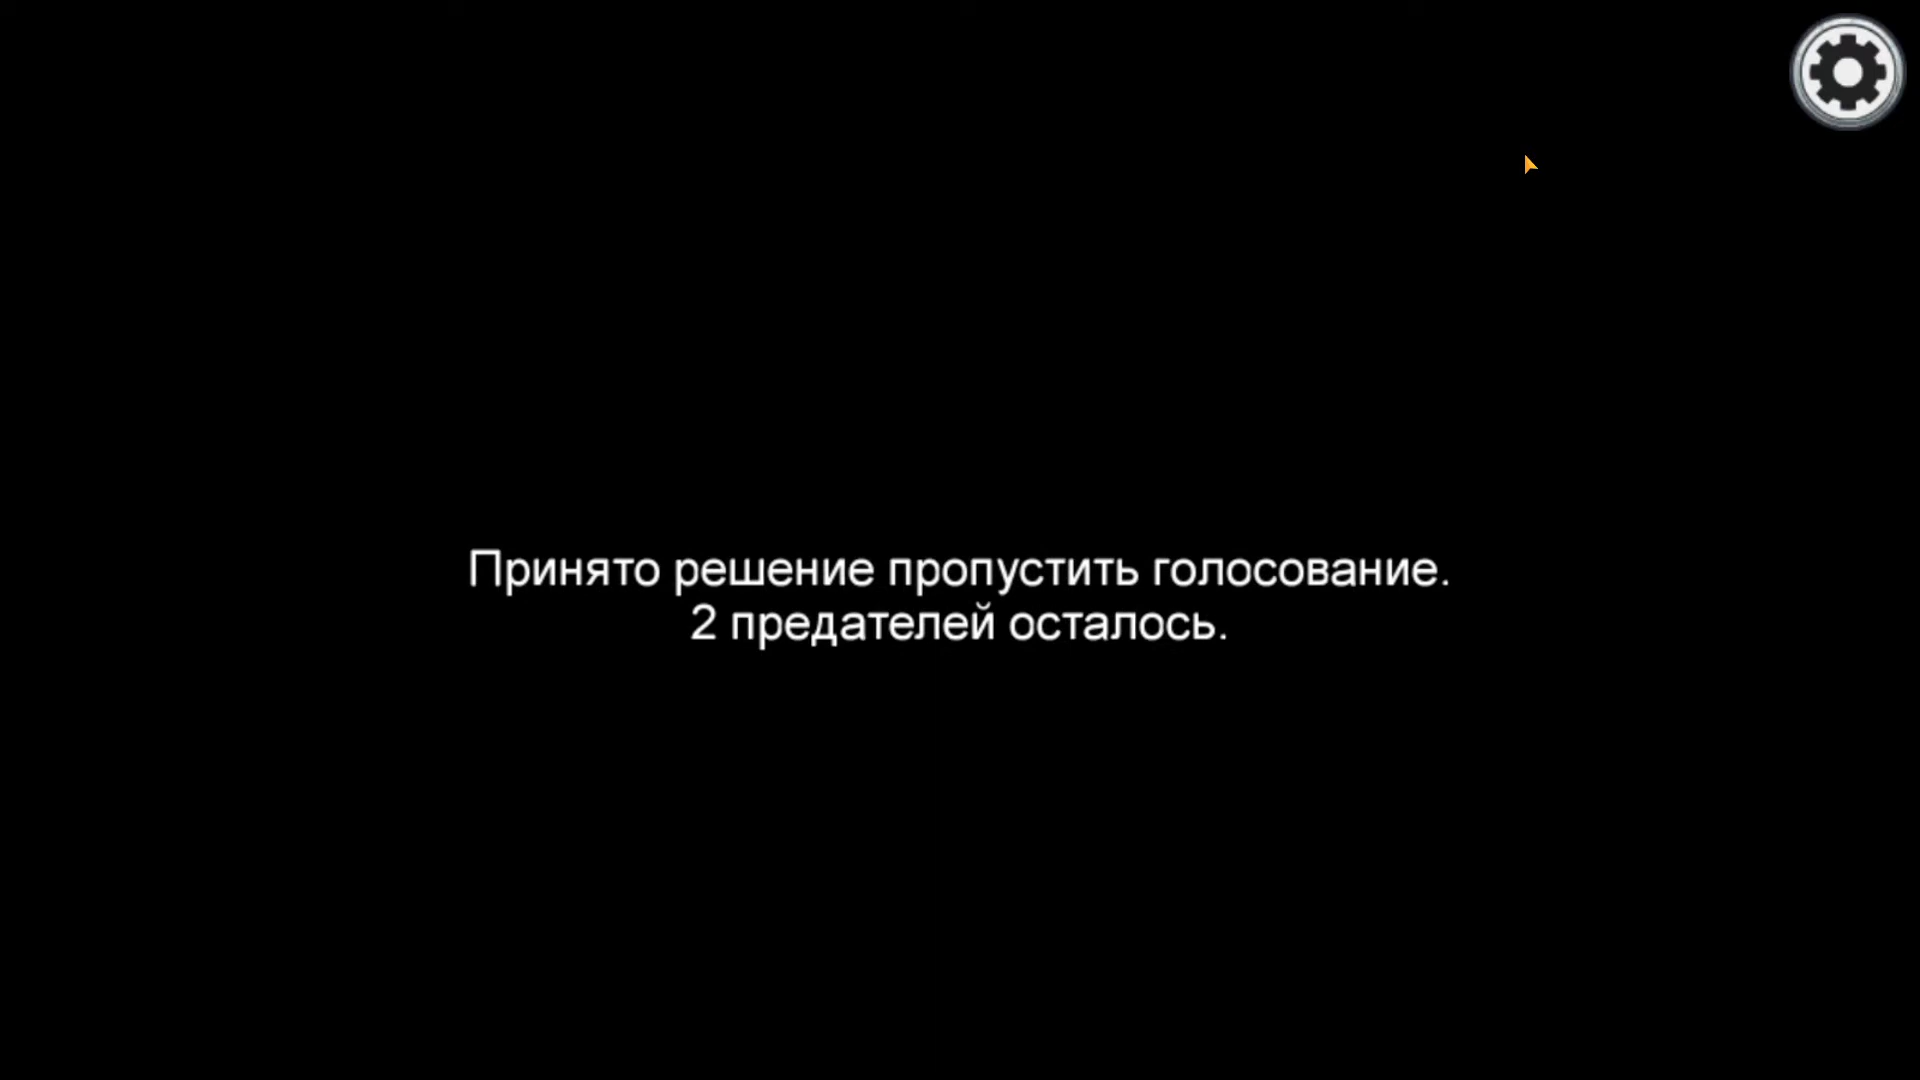 Принято решение пропустить голосование.
2 предателей осталось.